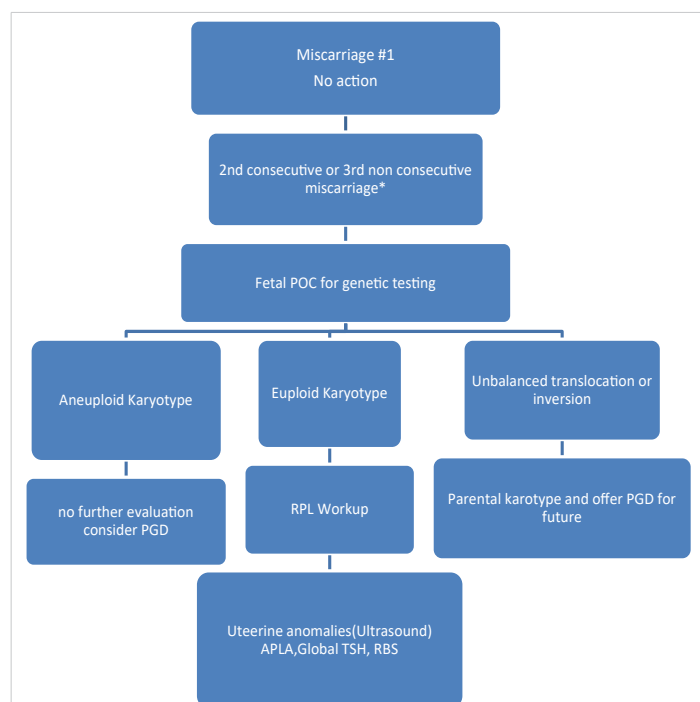 Miscarriage #1
No action
2nd consecutive or 3rd non consecutive
miscarriage*
Fetal POC for genetic testing
Aneuploid Karyotype
Euploid Karyotype
Unbalanced translocation or
inversion
no further evaluation
consider PGD
RPL Workup
Parental karotype and offer PGD for
future
Uteerine anomalies(Ultrasound)
APLA,Global TSH, RBS